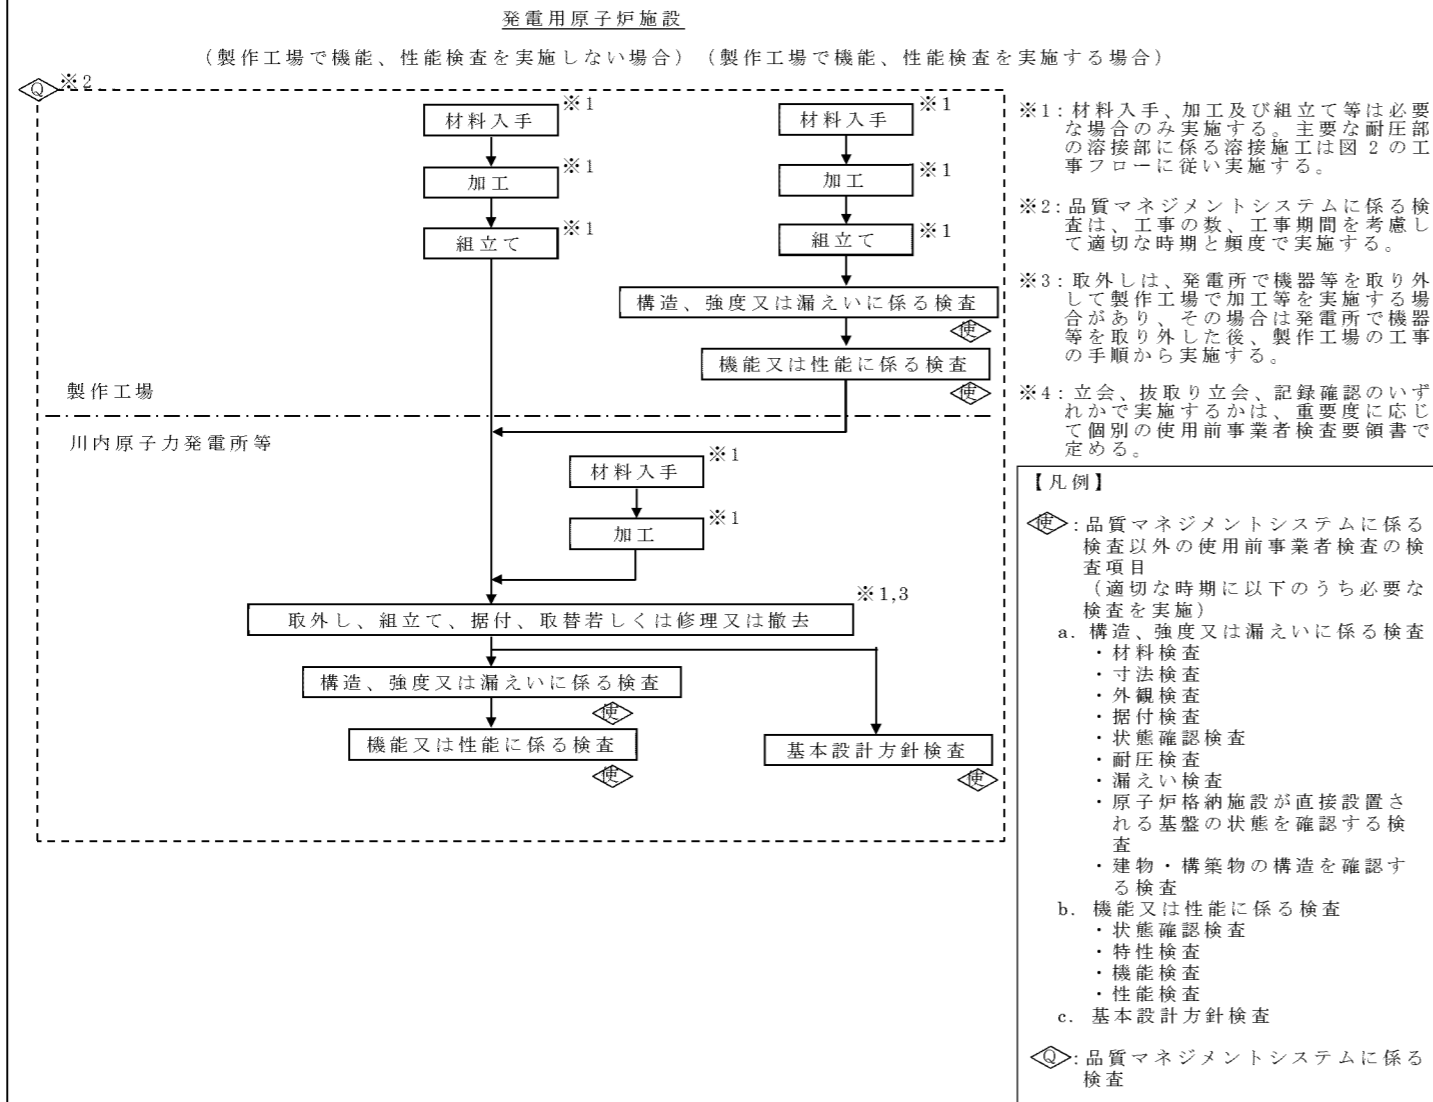 発電用原子炉施設
（製作工場で機能、性能検査を実施しない場合）（製作工場で機能、性能検査を実施する場合）
Q ※2
材料入手 ※1
加工 ※1
組立て ※1
材料入手 ※1
加工 ※1
組立て ※1
構造、強度又は漏えいに係る検査
使
機能又は性能に係る検査
使
製作工場
川内原子力発電所等
材料入手 ※1
加工 ※1
※1,3
取外し、組立て、据付、取替若しくは修理又は撤去
構造、強度又は漏えいに係る検査
使
機能又は性能に係る検査
使
基本設計方針検査
使
※1：材料入手、加工及び組立て等は必要
な場合のみ実施する。主要な耐圧部
の溶接部に係る溶接施工は図2の工
事フローに従い実施する。
※2：品質マネジメントシステムに係る検
査は、工事の数、工事期間を考慮し
て適切な時期と頻度で実施する。
※3：取外しは、発電所で機器等を取り外
して製作工場で加工等を実施する場
合があり、その場合は発電所で機器
等を取り外した後、製作工場の工事
の手順から実施する。
※4：立会、抜取り立会、記録確認のいず
れかで実施するかは、重要度に応じ
て個別の使用前事業者検査要領書で
定める。
【凡例】
使：品質マネジメントシステムに係る
検査以外の使用前事業者検査の検
査項目
（適切な時期に以下のうち必要な
検査を実施）
a. 構造、強度又は漏えいに係る検査
・材料検査
・寸法検査
・外観検査
・据付検査
・状態確認検査
・耐圧検査
・漏えい検査
・原子炉格納施設が直接設置さ
れる基盤の状態を確認する検
査
・建物・構築物の構造を確認す
る検査
b. 機能又は性能に係る検査
・状態確認検査
・特性検査
・機能検査
・性能検査
c. 基本設計方針検査
Q：品質マネジメントシステムに係る
検査